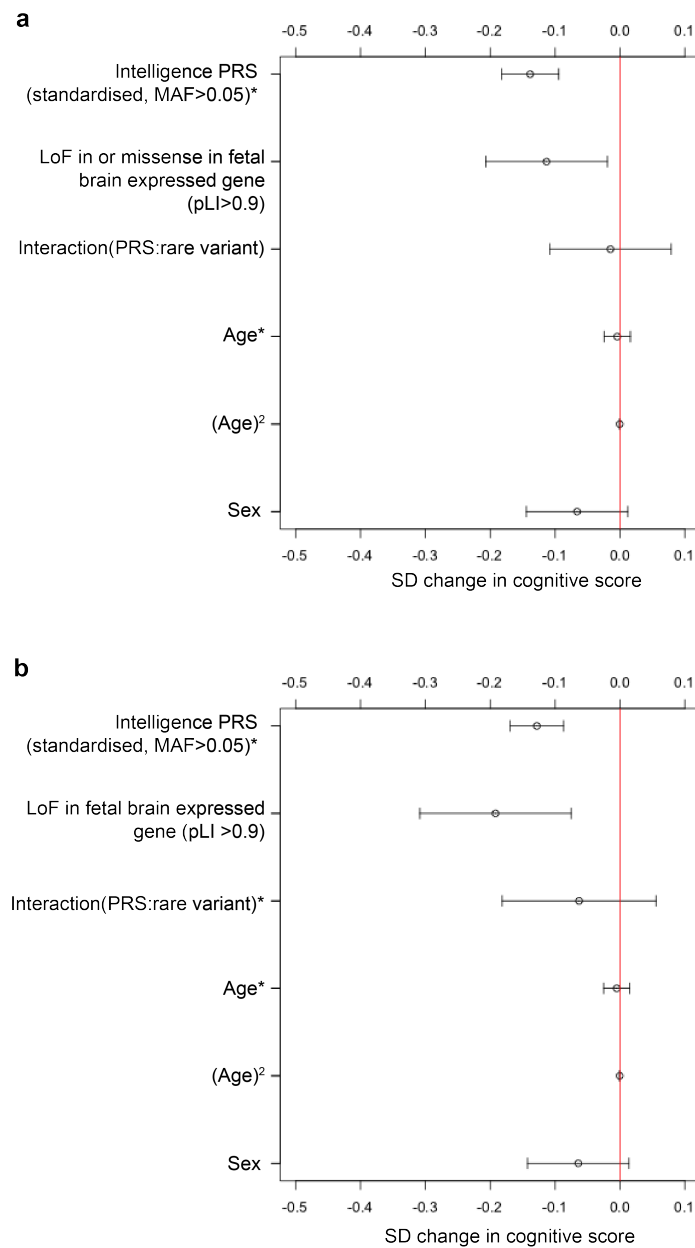 a
-0.5 -0.4 -0.3 -0.2 -0.1 0.0 0.1
Intelligence PRS
(standardised, MAF>0.05)*
LoF in or missense in fetal
brain expressed gene
(pLI>0.9)
Interaction(PRS:rare variant)
Age*
(Age)²
Sex
-0.5 -0.4 -0.3 -0.2 -0.1 0.0 0.1
SD change in cognitive score
b
-0.5 -0.4 -0.3 -0.2 -0.1 0.0 0.1
Intelligence PRS
(standardised, MAF>0.05)*
LoF in fetal brain expressed
gene (pLI >0.9)
Interaction(PRS:rare variant)*
Age*
(Age)²
Sex
-0.5 -0.4 -0.3 -0.2 -0.1 0.0 0.1
SD change in cognitive score